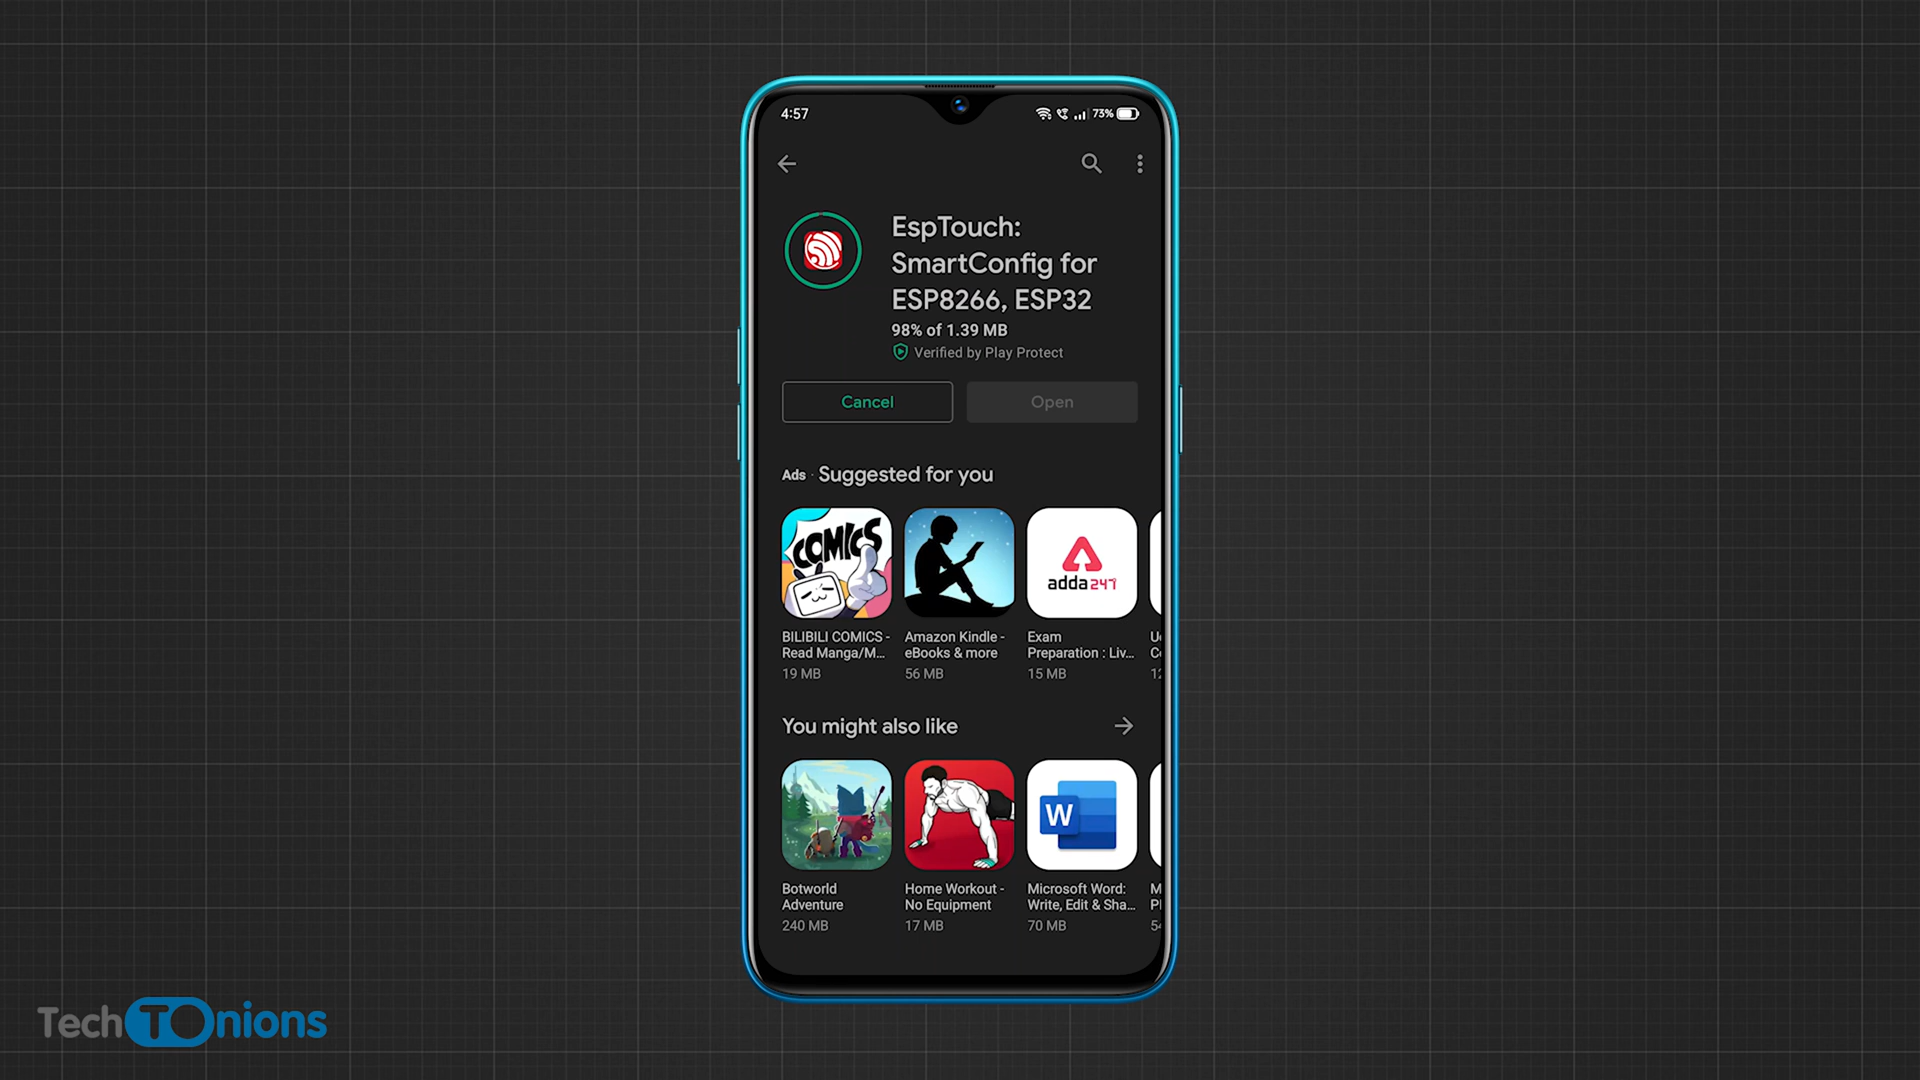 4:57
73%
EspTouch:
SmartConfig for
ESP8266, ESP32
98% of 1.39 MB
Verified by Play Protect
Cancel
Open
Ads · Suggested for you
COMICS
adda247
BILIBILI COMICS -
Read Manga/M...
19 MB
Amazon Kindle -
eBooks & more
56 MB
Exam
Preparation : Liv...
15 MB
You might also like
W
Botworld
Adventure
240 MB
Home Workout -
No Equipment
17 MB
Microsoft Word:
Write, Edit & Sha...
70 MB
TechTOnions